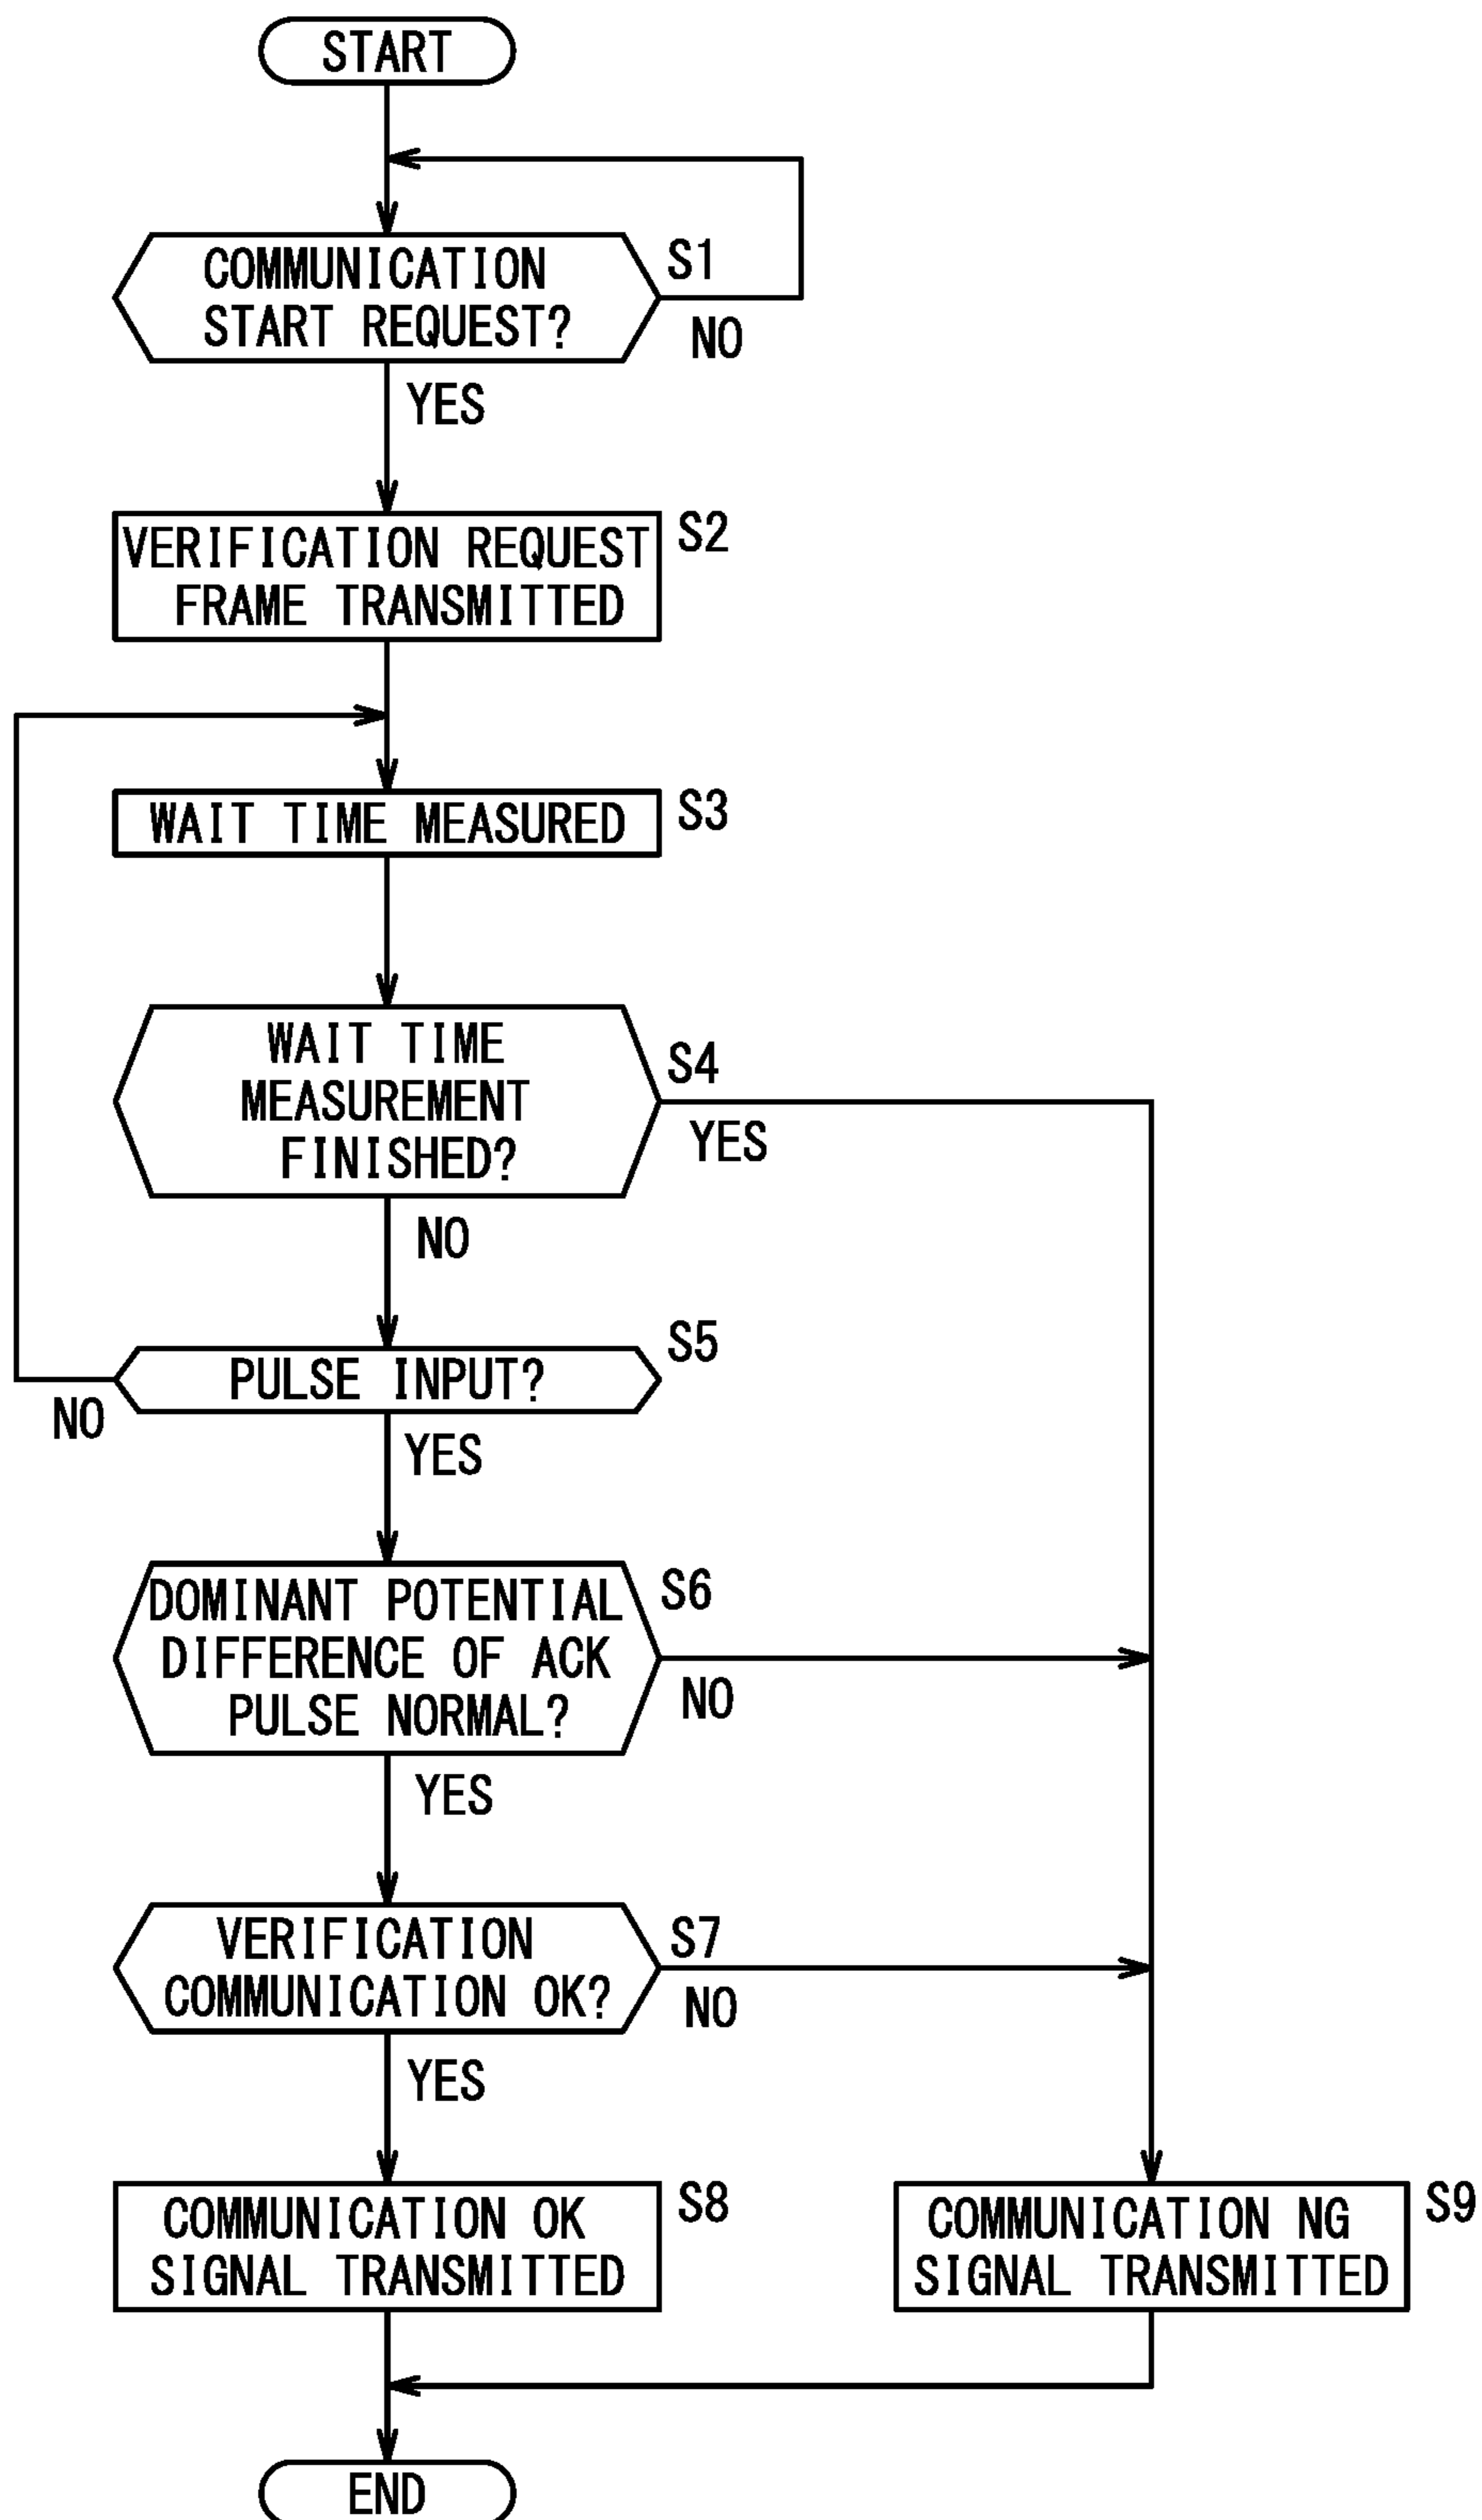 START
COMMUNICATION
START REQUEST?
S1
NO
YES
VERIFICATION REQUEST
FRAME TRANSMITTED
S2
WAIT TIME MEASURED
S3
WAIT TIME
MEASUREMENT
FINISHED?
S4
YES
NO
PULSE INPUT?
S5
NO
YES
DOMINANT POTENTIAL
DIFFERENCE OF ACK
PULSE NORMAL?
S6
NO
YES
VERIFICATION
COMMUNICATION OK?
S7
NO
YES
COMMUNICATION OK
SIGNAL TRANSMITTED
S8
COMMUNICATION NG
SIGNAL TRANSMITTED
S9
END